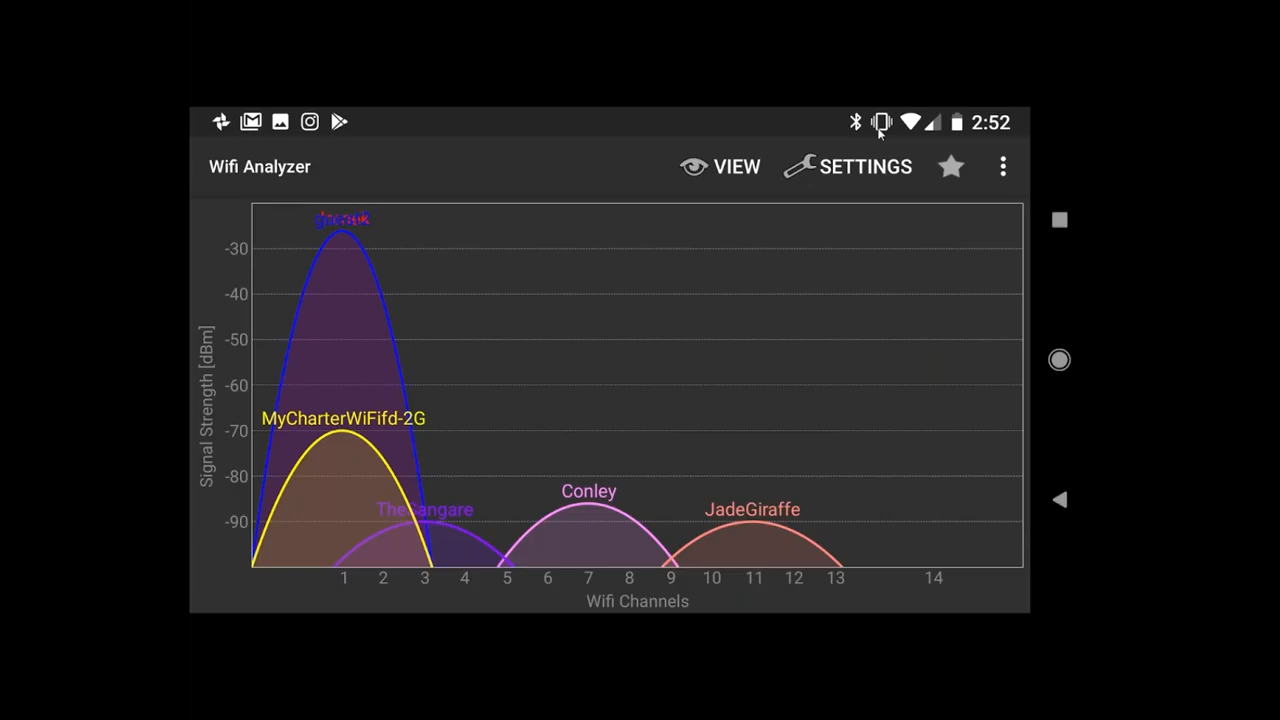 2:52
Wifi Analyzer VIEW SETTINGS
-30
-40
-50
-60
-70
-80
-90
Signal Strength [dBm]
MyCharterWiFifd-2G
TheSangare
Conley
JadeGiraffe
1 2 3 4 5 6 7 8 9 10 11 12 13 14
Wifi Channels